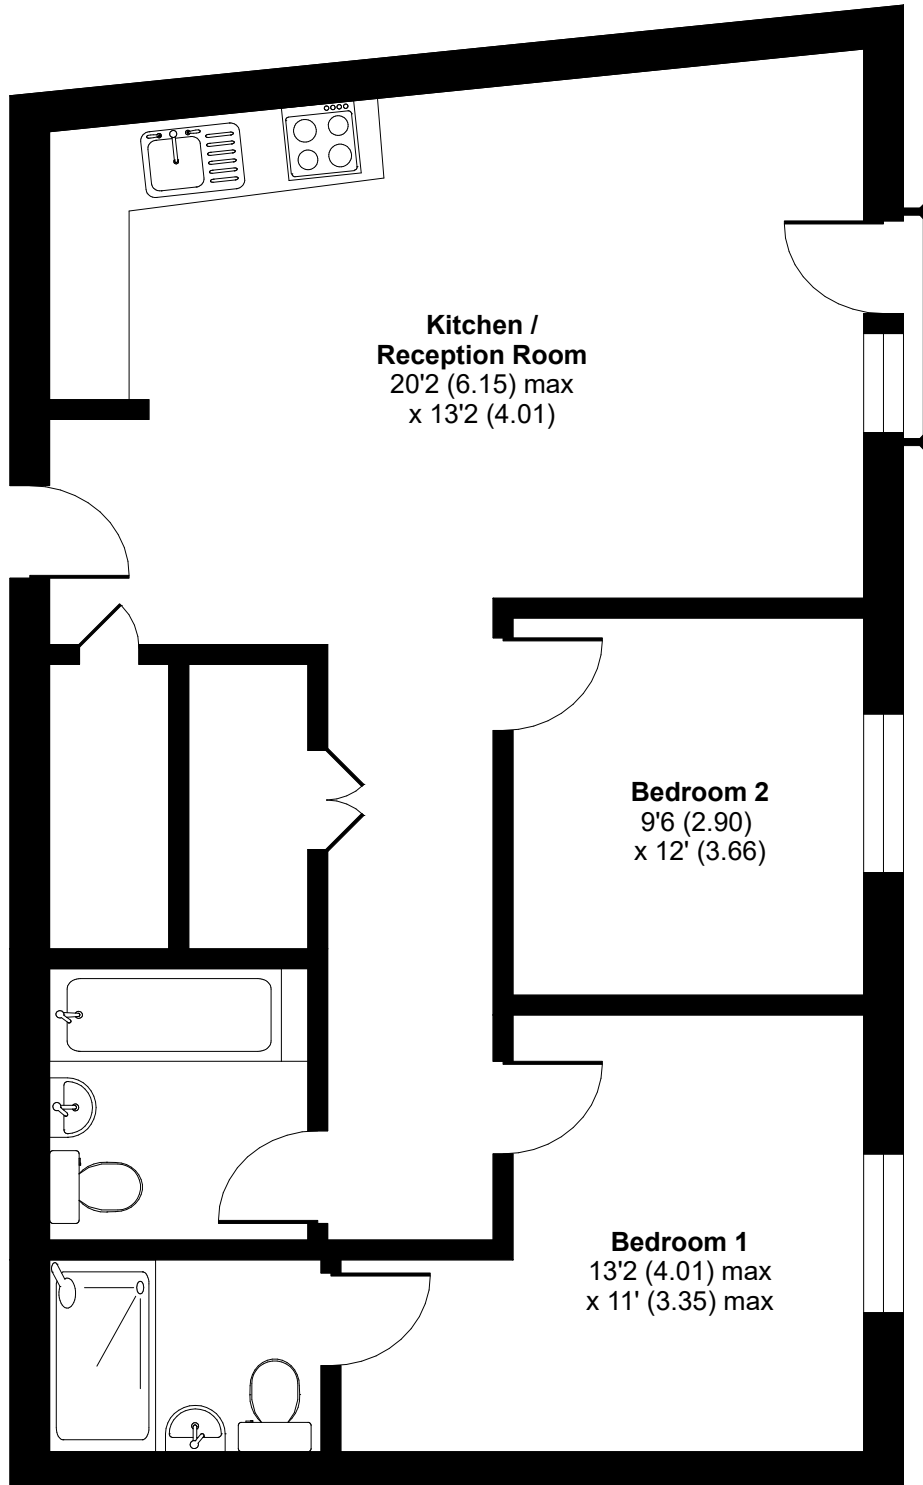 Kitchen /
Reception Room
20'2 (6.15) max
x 13'2 (4.01)
Bedroom 2
9'6 (2.90)
x 12' (3.66)
Bedroom 1
13'2 (4.01) max
x 11' (3.35) max